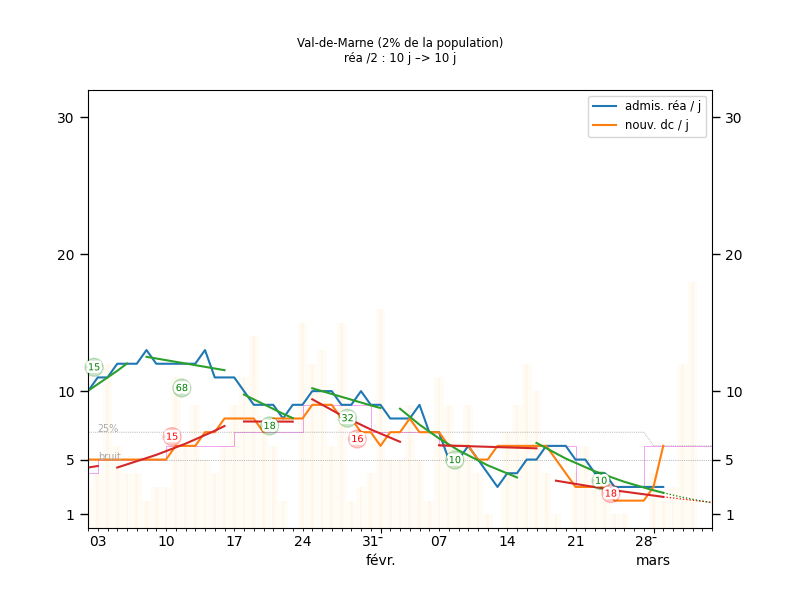 Val-de-Marne (2% de la population)
réa /2 : 10 j –> 10 j
admis. réa / j
nouv. dc / j
30 30
20 20
10 10
5 5
1 1
25%
bruit
15
68
15
18
32
16
10
10
18
03 10 17 24 31 07 14 21 28
févr. mars